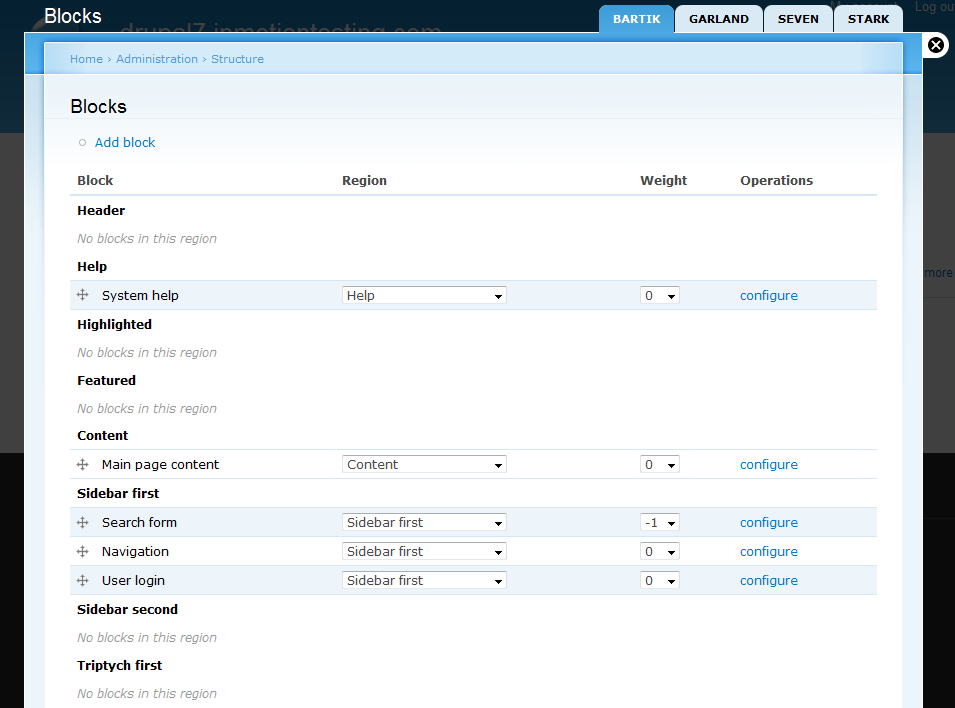 Blocks
BARTIK GARLAND SEVEN STARK
Log ou
drupal7.inmotiontesting.com
Home › Administration › Structure
Blocks
Add block
Block Region Weight Operations
Header
No blocks in this region
Help
System help Help 0 configure
more
Highlighted
No blocks in this region
Featured
No blocks in this region
Content
Main page content Content 0 configure
Sidebar first
Search form Sidebar first -1 configure
Navigation Sidebar first 0 configure
User login Sidebar first 0 configure
Sidebar second
No blocks in this region
Triptych first
No blocks in this region